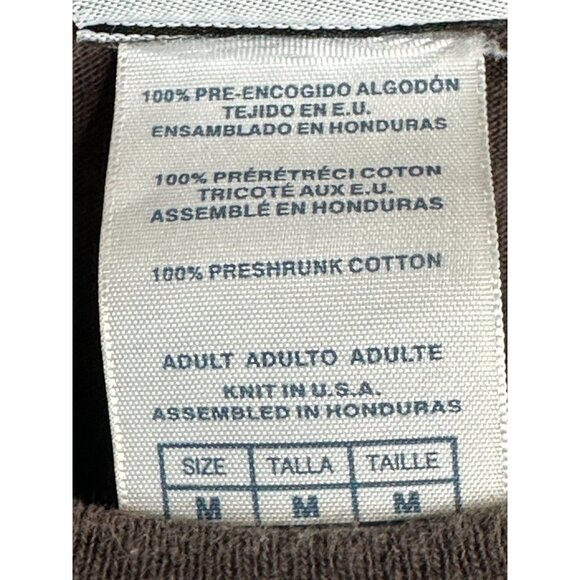 100% PRE-ENCOGIDO ALGODÓN
TEJIDO EN E.U.
ENSAMBLADO EN HONDURAS
100% PRÉRÉTRÉCI COTON
TRICOTÉ AUX E.U.
ASSEMBLÉ EN HONDURAS
100% PRESHRUNK COTTON
ADULT ADULTO ADULTE
KNIT IN U.S.A.
ASSEMBLED IN HONDURAS
SIZE TALLA TAILLE
M M M